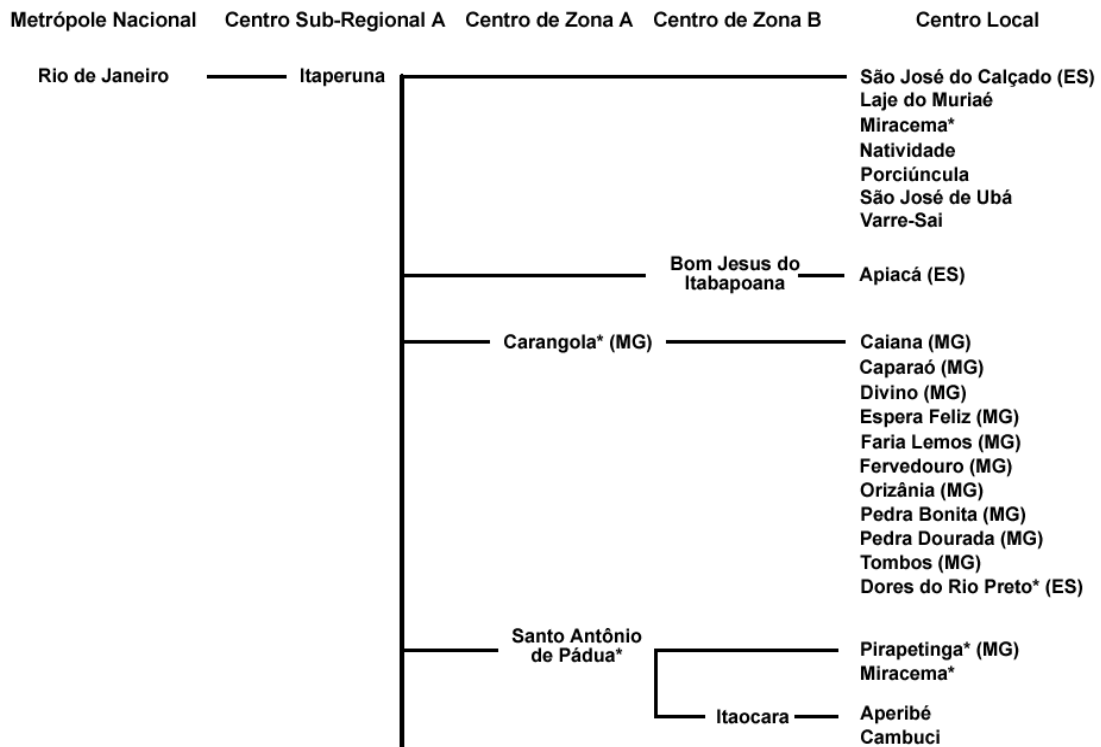 Metrópole Nacional Centro Sub-Regional A Centro de Zona A Centro de Zona B Centro Local
Rio de Janeiro Itaperuna São José do Calçado (ES)
Laje do Muriaé
Miracema*
Natividade
Porciúncula
São José de Ubá
Varre-Sai
Bom Jesus do
Itabapoana
Apiacá (ES)
Carangola* (MG) Caiana (MG)
Caparaó (MG)
Divino (MG)
Espera Feliz (MG)
Faria Lemos (MG)
Fervedouro (MG)
Orizânia (MG)
Pedra Bonita (MG)
Pedra Dourada (MG)
Tombos (MG)
Dores do Rio Preto* (ES)
Santo Antônio
de Pádua*
Pirapetinga* (MG)
Miracema*
Itaocara Aperibé
Cambuci